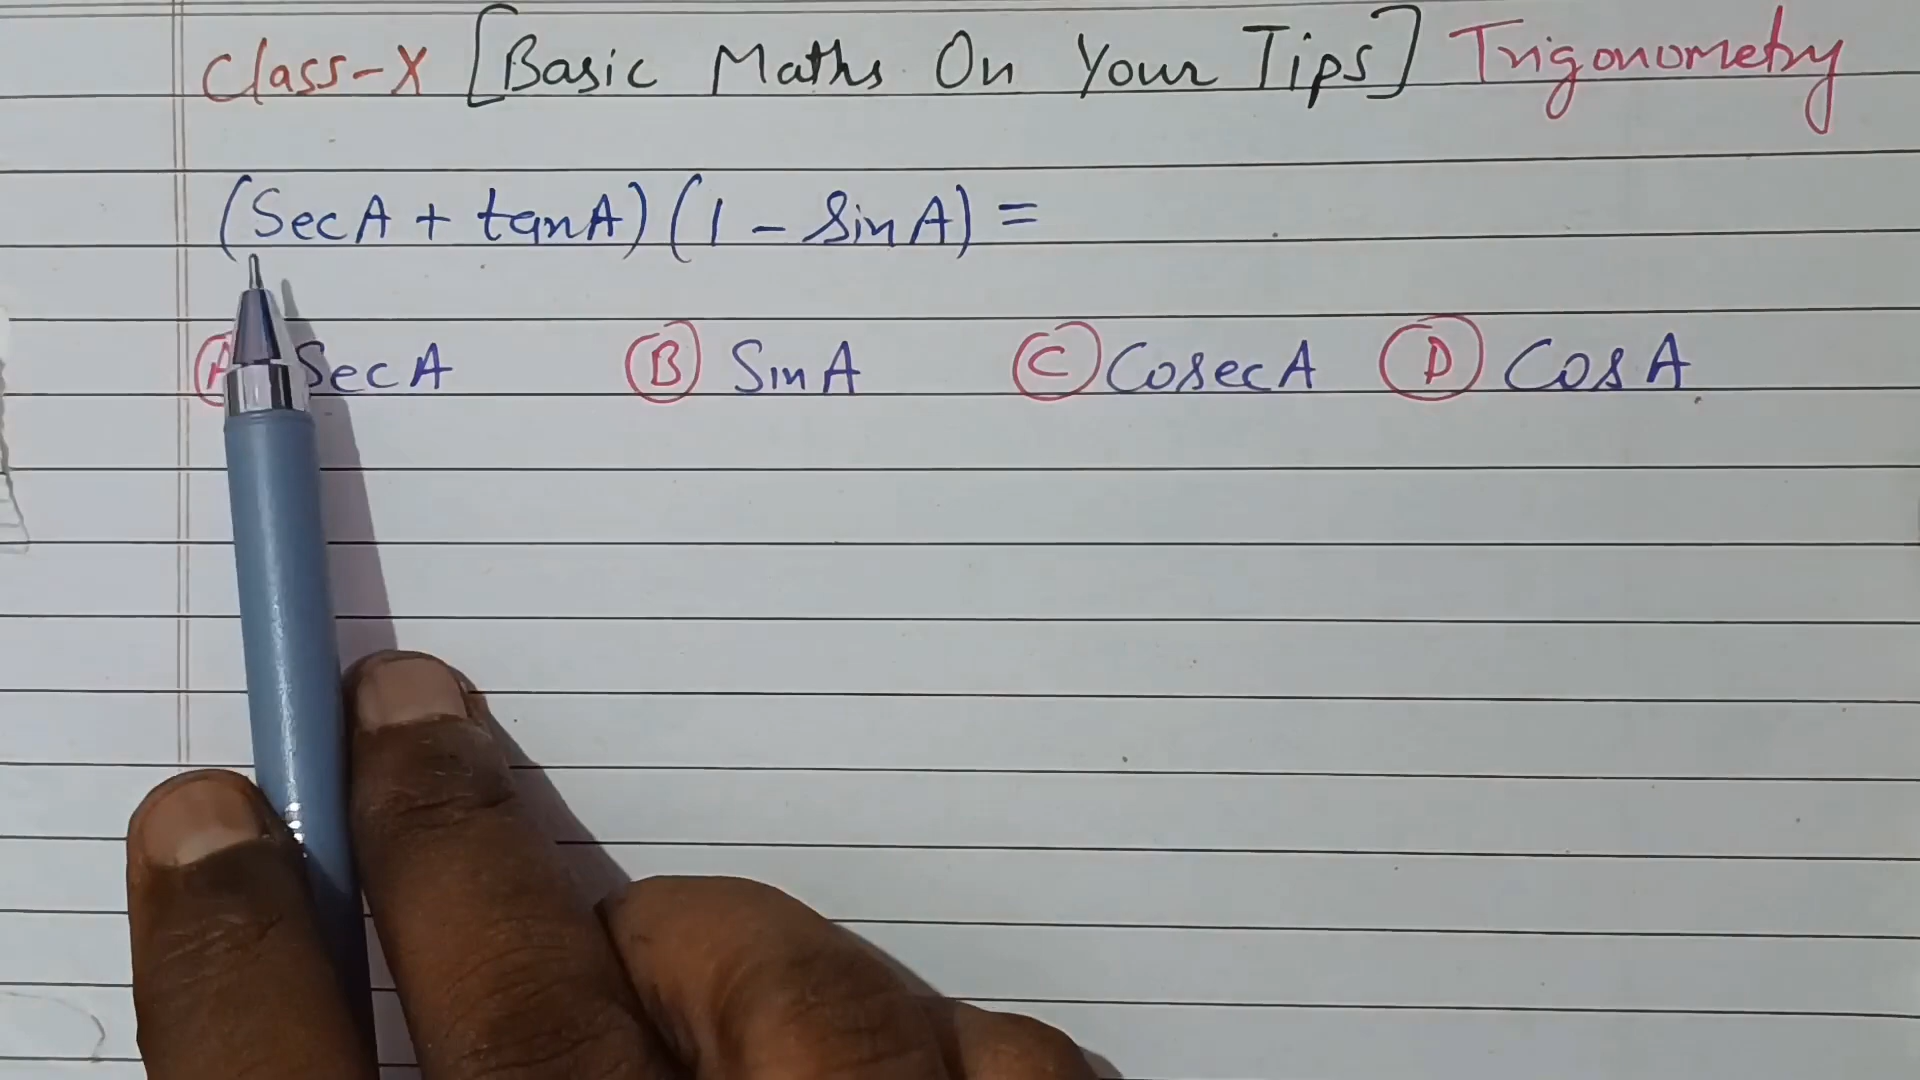 Class-X [Basic Maths On Your Tips] Trigonometry
(SecA + tanA) (1 - SinA) =
A SecA B SinA C CosecA D CosA